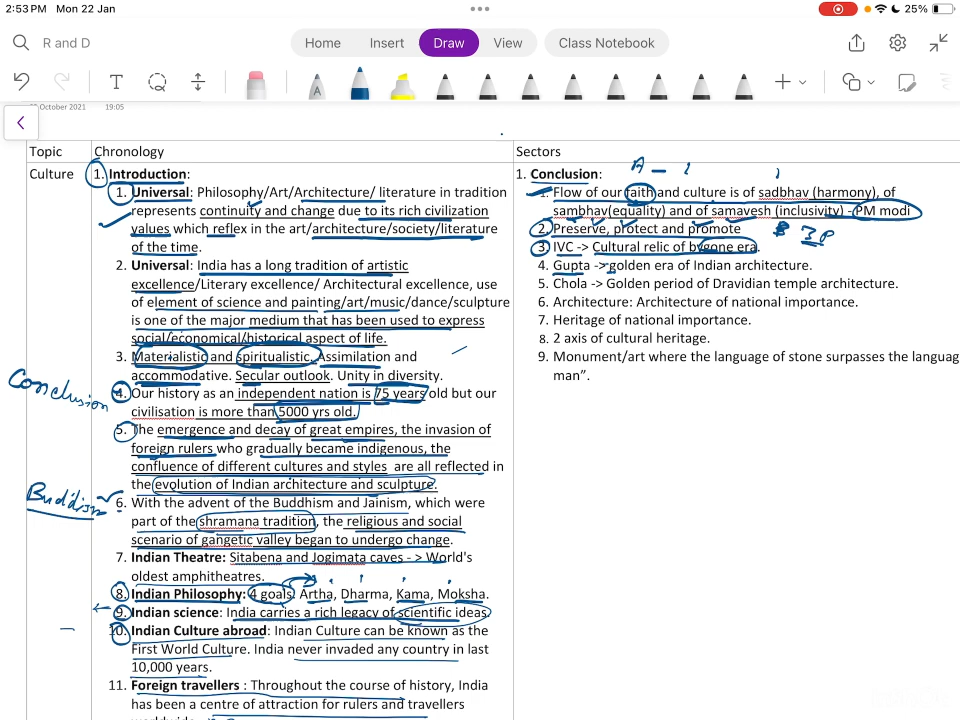 2:53 PM Mon 22 Jan
25%
R and D
Home Insert Draw View Class Notebook
October 2021 19:05
Topic Chronology Sectors
Culture
1. Introduction:
1. Universal: Philosophy/Art/Architecture/ literature in tradition
represents continuity and change due to its rich civilization
values which reflex in the art/architecture/society/literature
of the time.
2. Universal: India has a long tradition of artistic
excellence/Literary excellence/ Architectural excellence, use
of element of science and painting/art/music/dance/sculpture
is one of the major medium that has been used to express
social/economical/historical aspect of life.
3. Materialistic and spiritualistic. Assimilation and
accommodative. Secular outlook. Unity in diversity.
Conclusion
4. Our history as an independent nation is 75 years old but our
civilisation is more than 5000 yrs old.
5. The emergence and decay of great empires, the invasion of
foreign rulers who gradually became indigenous, the
confluence of different cultures and styles are all reflected in
the evolution of Indian architecture and sculpture.
Buddism
6. With the advent of the Buddhism and Jainism, which were
part of the shramana tradition, the religious and social
scenario of gangetic valley began to undergo change.
7. Indian Theatre: Sitabena and Jogimata caves - > World's
oldest amphitheatres.
8. Indian Philosophy: 4 goals: Artha, Dharma, Kama, Moksha.
9. Indian science: India carries a rich legacy of scientific ideas.
10. Indian Culture abroad: Indian Culture can be known as the
First World Culture. India never invaded any country in last
10,000 years.
11. Foreign travellers : Throughout the course of history, India
has been a centre of attraction for rulers and travellers
A
1. Conclusion:
1. Flow of our faith and culture is of sadbhav (harmony), of
sambhav(equality) and of samavesh (inclusivity) - PM modi
2. Preserve, protect and promote
3P
3. IVC -> Cultural relic of bygone era.
4. Gupta -> golden era of Indian architecture.
5. Chola -> Golden period of Dravidian temple architecture.
6. Architecture: Architecture of national importance.
7. Heritage of national importance.
8. 2 axis of cultural heritage.
9. Monument/art where the language of stone surpasses the languag
man”.